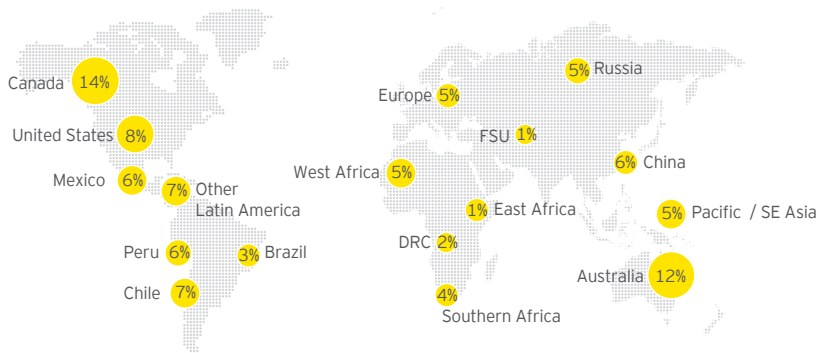 Canada 14%
United States 8%
Mexico 6%
7% Other
Latin America
Peru 6%
3% Brazil
Chile 7%
5% Russia
Europe 5%
FSU 1%
West Africa 5%
6% China
1% East Africa
5% Pacific / SE Asia
DRC 2%
Australia 12%
4%
Southern Africa